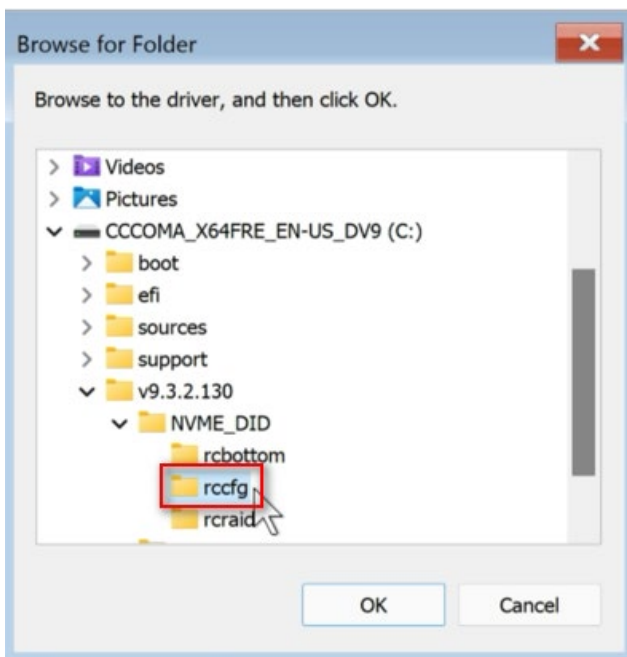 Browse for Folder
Browse to the driver, and then click OK.
Videos
Pictures
CCCOMA_X64FRE_EN-US_DV9 (C:)
boot
efi
sources
support
v9.3.2.130
NVME_DID
rcbottom
rccfg
rcraid
OK Cancel